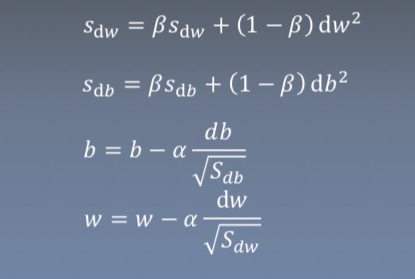 s_dw = βs_dw + (1 − β) dw²
s_db = βs_db + (1 − β) db²
b = b − α db/√S_db
w = w − α dw/√S_dw